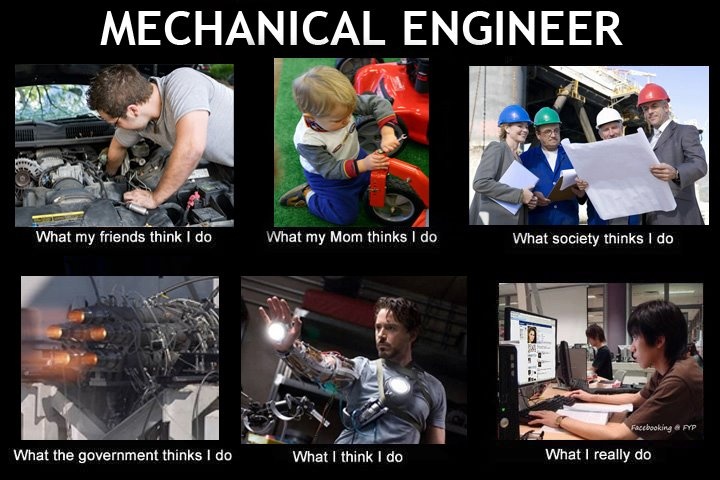 MECHANICAL ENGINEER
What my friends think I do
What my Mom thinks I do
What society thinks I do
What the government thinks I do
What I think I do
Facebooking @ FYP
What I really do